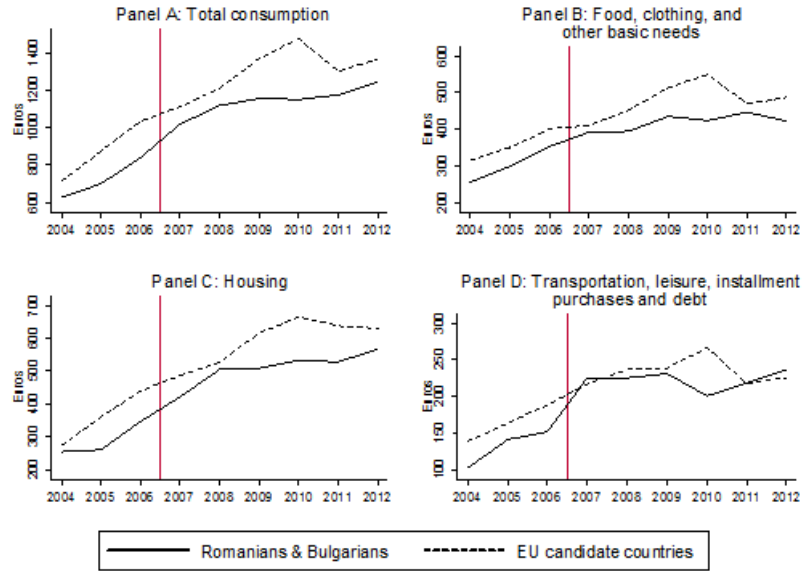 Panel A: Total consumption
Euros
1400
1200
1000
800
600
2004 2005 2006 2007 2008 2009 2010 2011 2012
Panel B: Food, clothing, and
other basic needs
Euros
600
500
400
300
200
2004 2005 2006 2007 2008 2009 2010 2011 2012
Panel C: Housing
Euros
700
600
500
400
300
200
2004 2005 2006 2007 2008 2009 2010 2011 2012
Panel D: Transportation, leisure, installment
purchases and debt
Euros
300
250
200
150
100
2004 2005 2006 2007 2008 2009 2010 2011 2012
Romanians & Bulgarians
EU candidate countries